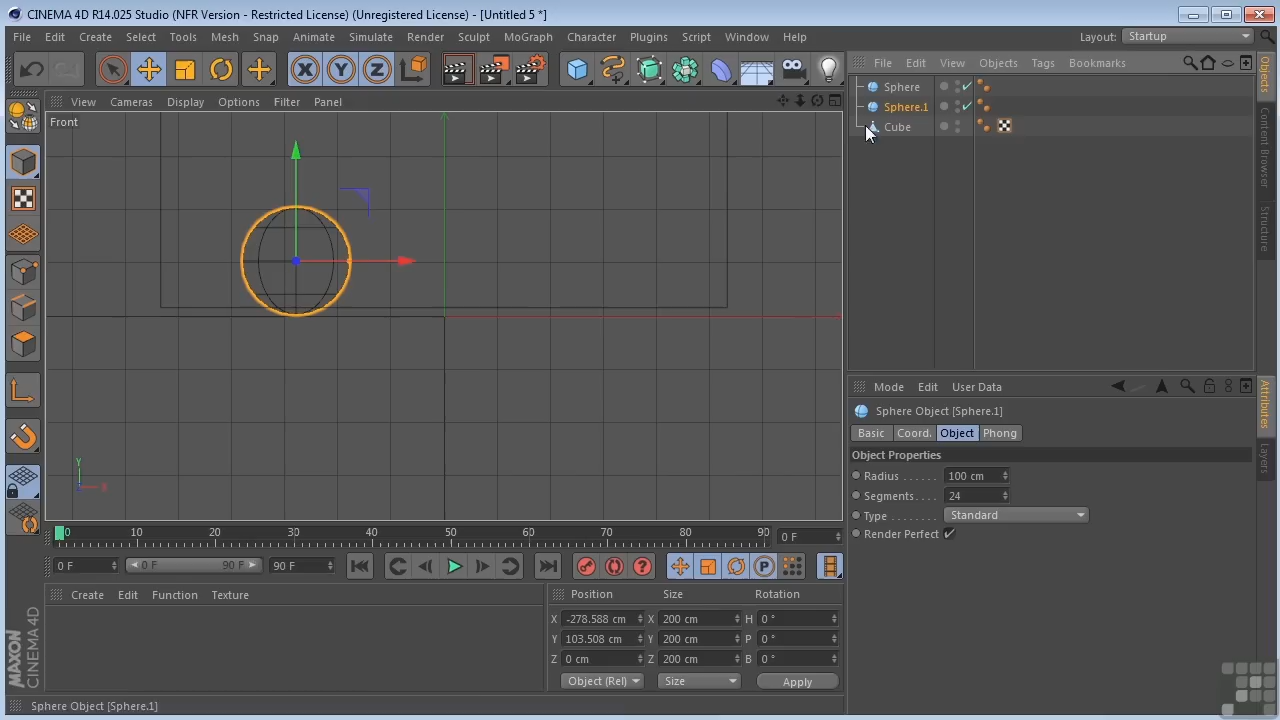 CINEMA 4D R14.025 Studio (NFR Version - Restricted License) (Unregistered License) - [Untitled 5 *]
File Edit Create Select Tools Mesh Snap Animate Simulate Render Sculpt MoGraph Character Plugins Script Window Help Layout: Startup
X Y Z
File Edit View Objects Tags Bookmarks
View Cameras Display Options Filter Panel
Front
Sphere
Sphere.1
Cube
Objects
Content Browser
Structure
Mode Edit User Data
Sphere Object [Sphere.1]
Basic Coord. Object Phong
Object Properties
Radius . . . . . . 100 cm
Segments. . . . 24
Type . . . . . . . . Standard
Render Perfect
Attributes
Layers
Y
X
0 10 20 30 40 50 60 70 80 90 0 F
0 F 0 F 90 F 90 F
P
Create Edit Function Texture
Position Size Rotation
X -278.588 cm X 200 cm H 0 °
Y 103.508 cm Y 200 cm P 0 °
Z 0 cm Z 200 cm B 0 °
Object (Rel) Size Apply
MAXON
CINEMA 4D
Sphere Object [Sphere.1]